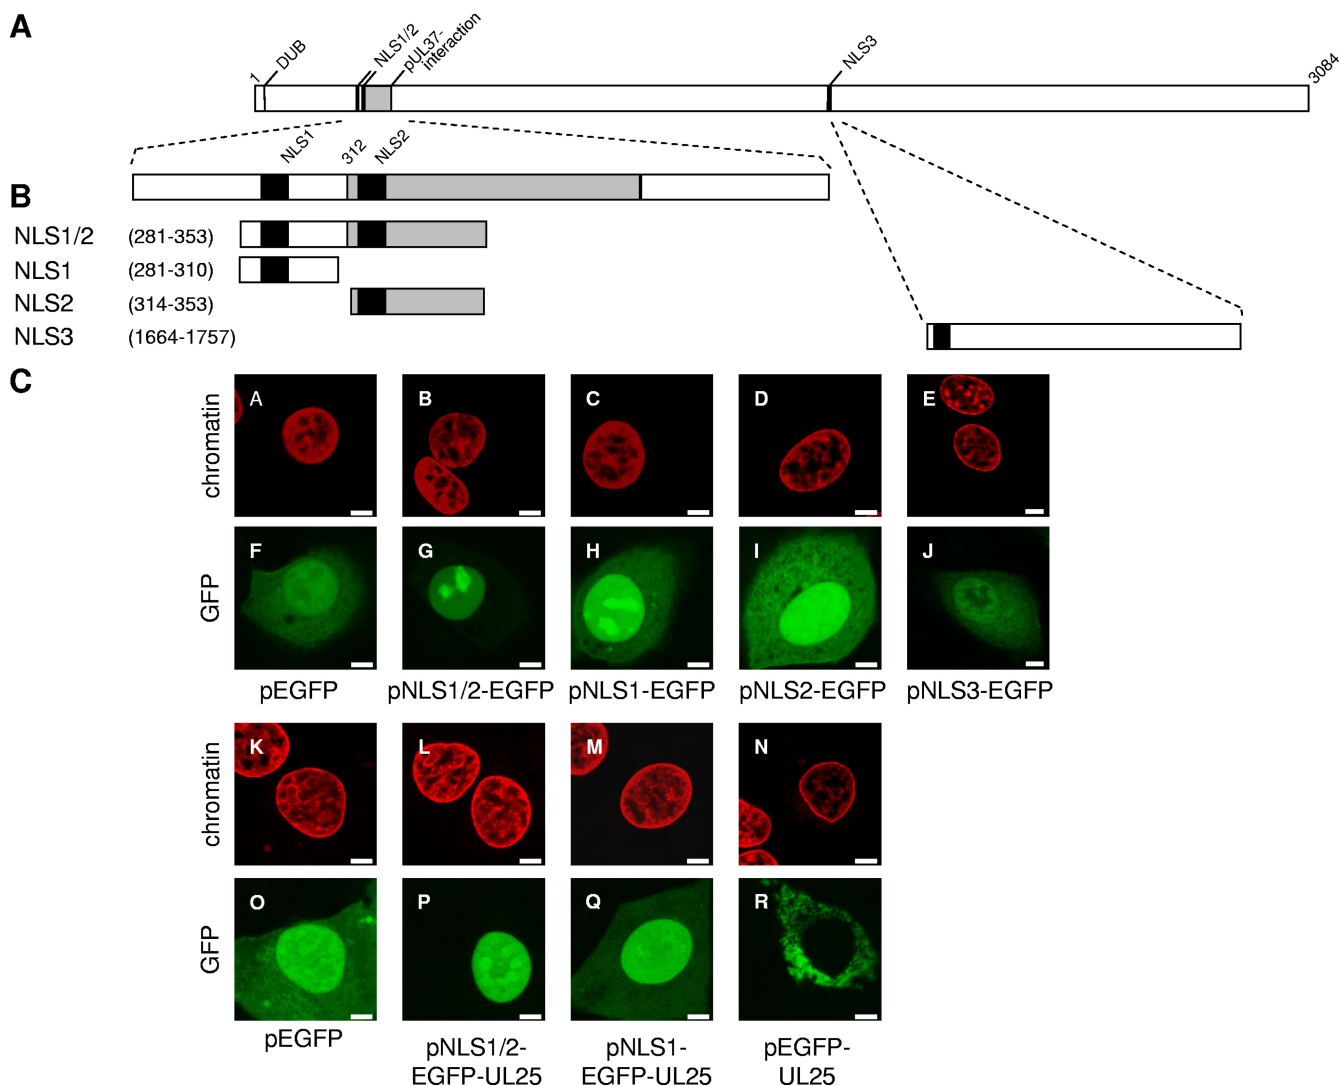 A
1
DUB
NLS1/2
pUL37-
interaction
NLS3
3084
NLS1
312
NLS2
B
NLS1/2 (281-353)
NLS1 (281-310)
NLS2 (314-353)
NLS3 (1664-1757)
C
chromatin
A B C D E
GFP
F G H I J
pEGFP pNLS1/2-EGFP pNLS1-EGFP pNLS2-EGFP pNLS3-EGFP
chromatin
K L M N
GFP
O P Q R
pEGFP
pNLS1/2-
EGFP-UL25
pNLS1-
EGFP-UL25
pEGFP-
UL25